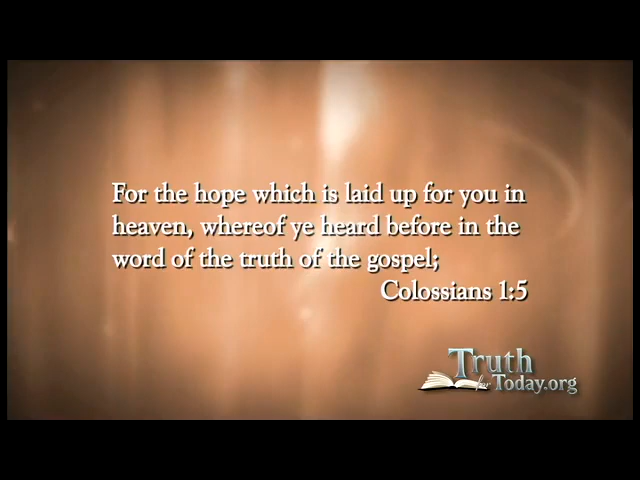 For the hope which is laid up for you in
heaven, whereof ye heard before in the
word of the truth of the gospel;
Colossians 1:5
Truth
for Today.org